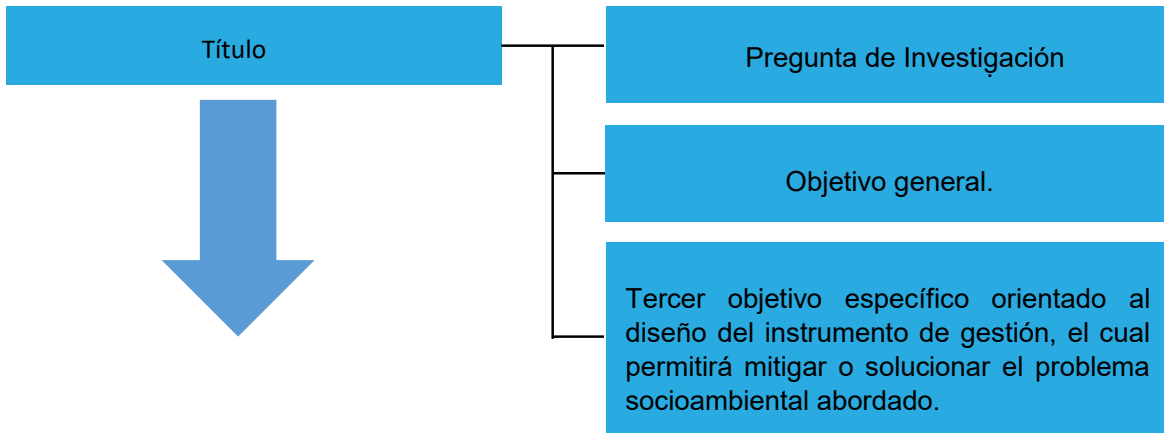 Título
Pregunta de Investigación
Objetivo general.
Tercer objetivo específico orientado al
diseño del instrumento de gestión, el cual
permitirá mitigar o solucionar el problema
socioambiental abordado.